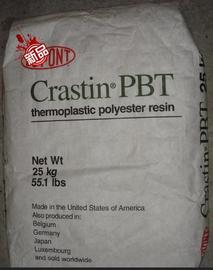 新品
PONT
Crastin® PBT
thermoplastic polyester resin
Net Wt
25 kg
55.1 lbs
Made in the United States of America
Also produced in:
Belgium
Germany
Japan
Luxembourg
and sold worldwide
Crastin-PBT 25 k